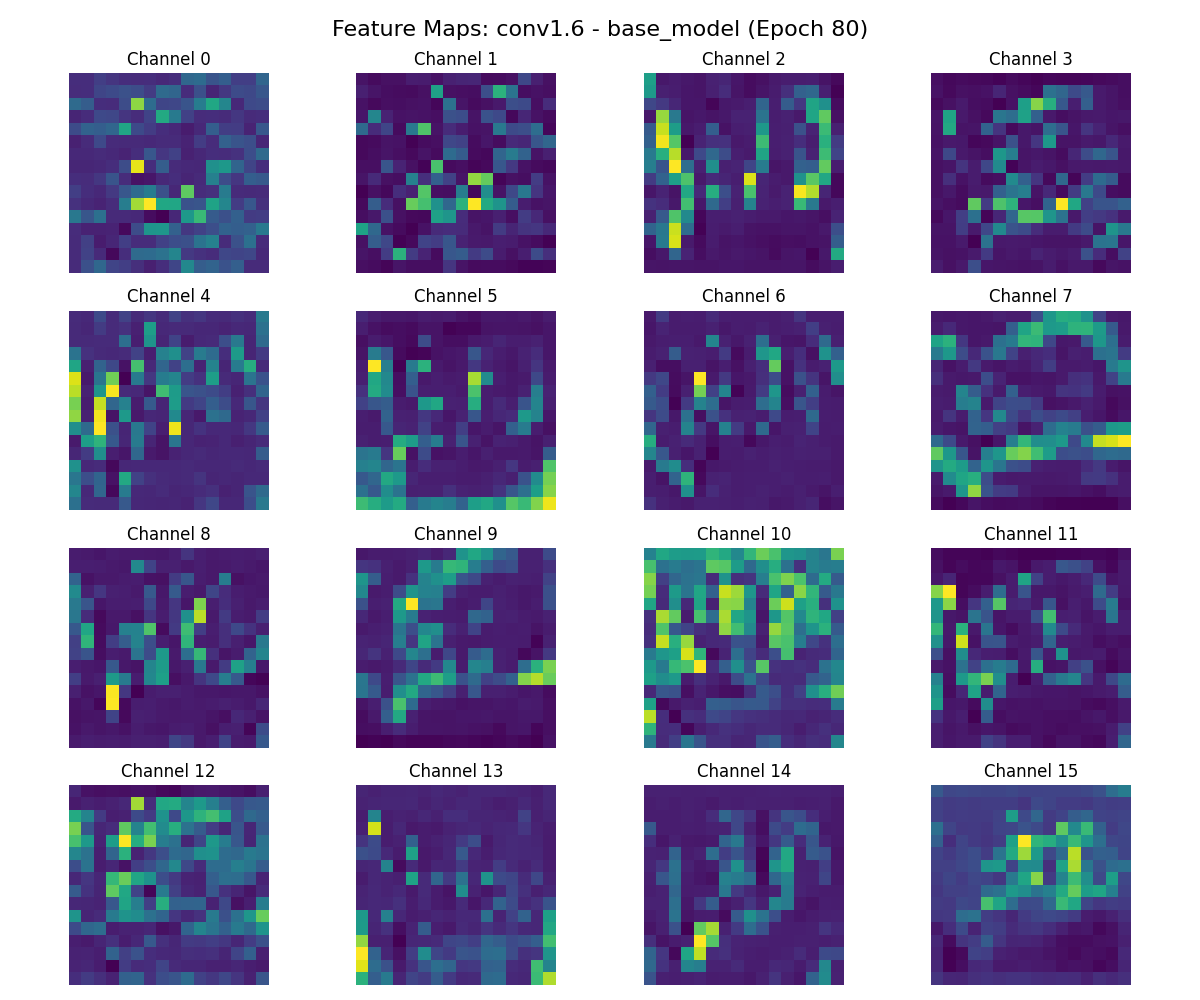 Feature Maps: conv1.6 - base_model (Epoch 80)
Channel 0 Channel 1 Channel 2 Channel 3
Channel 4 Channel 5 Channel 6 Channel 7
Channel 8 Channel 9 Channel 10 Channel 11
Channel 12 Channel 13 Channel 14 Channel 15